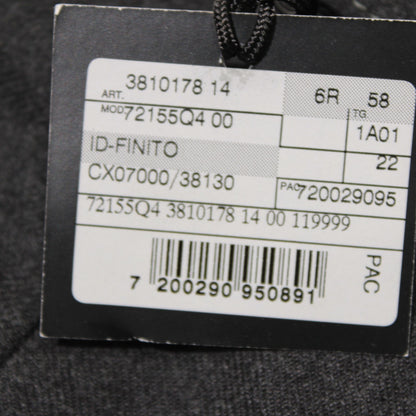 ART. 3810178 14 6R 58
MOD 72155Q4 00 TG 1A01
ID-FINITO 22
CX07000/38130 PAC 720029095
72155Q4 3810178 14 00 119999
7 200290 950891
PAC